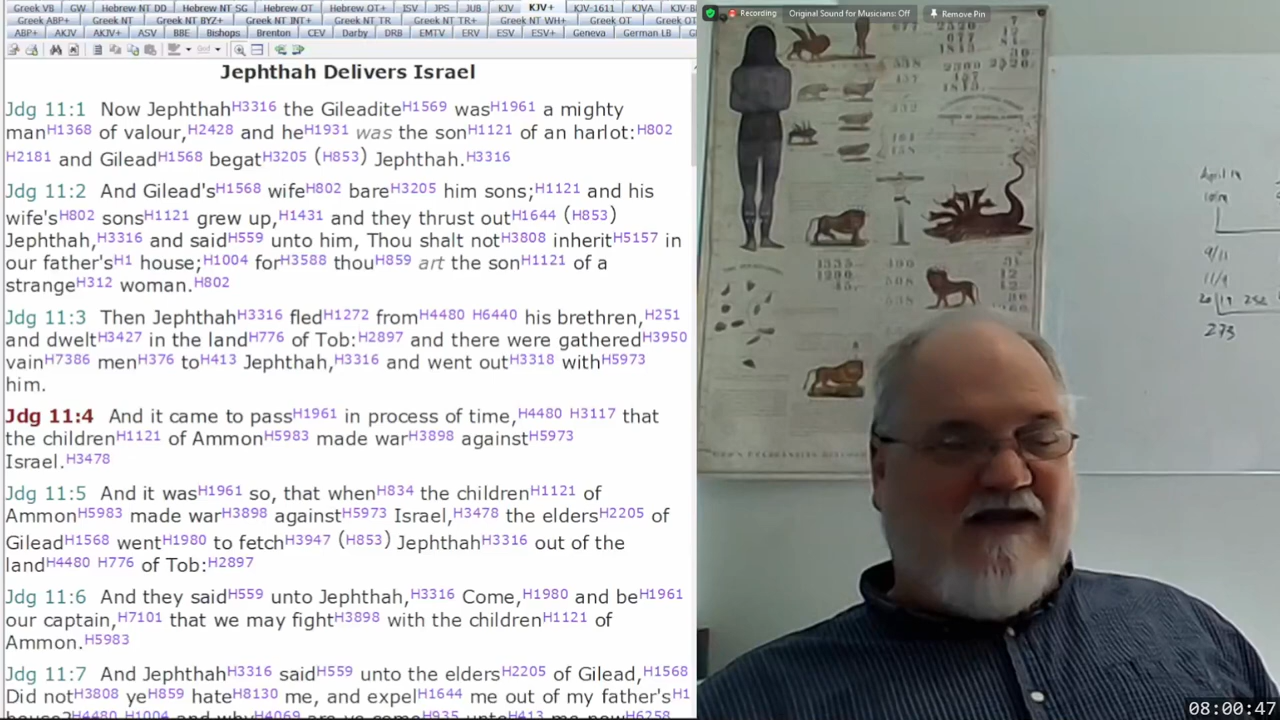 Greek VB GW Hebrew NT DD Hebrew NT SG Hebrew OT Hebrew OT+ ISV JPS JUB KJV KJV+ KJV-1611 KJVA
Greek NT Greek NT BYZ+ Greek NT INT+ Greek NT TR Greek NT TR+ Greek NT WH+ Greek OT
ABP+ AKJV AKJV+ ASV BBE Bishops Brenton CEV Darby DRB EMTV ERV ESV ESV+ Geneva German LB
Jephthah Delivers Israel
Jdg 11:1 Now JephthahH3316 the GileaditeH1569 wasH1961 a mighty
manH1368 of valour,H2428 and heH1931 was the sonH1121 of an harlot:H802
H2181 and GileadH1568 begatH3205 (H853) Jephthah.H3316
Jdg 11:2 And Gilead'sH1568 wifeH802 bareH3205 him sons;H1121 and his
wife'sH802 sonsH1121 grew up,H1431 and they thrust outH1644 (H853)
Jephthah,H3316 and saidH559 unto him, Thou shalt notH3808 inheritH5157 in
our father'sH1 house;H1004 forH3588 thouH859 art the sonH1121 of a
strangeH312 woman.H802
Jdg 11:3 Then JephthahH3316 fledH1272 fromH4480 H6440 his brethren,H251
and dweltH3427 in the landH776 of Tob:H2897 and there were gatheredH3950
vainH7386 menH376 toH413 Jephthah,H3316 and went outH3318 withH5973
him.
Jdg 11:4 And it came to passH1961 in process of time,H4480 H3117 that
the childrenH1121 of AmmonH5983 made warH3898 againstH5973
Israel.H3478
Jdg 11:5 And it wasH1961 so, that whenH834 the childrenH1121 of
AmmonH5983 made warH3898 againstH5973 Israel,H3478 the eldersH2205 of
GileadH1568 wentH1980 to fetchH3947 (H853) JephthahH3316 out of the
landH4480 H776 of Tob:H2897
Jdg 11:6 And they saidH559 unto Jephthah,H3316 Come,H1980 and beH1961
our captain,H7101 that we may fightH3898 with the childrenH1121 of
Ammon.H5983
Jdg 11:7 And JephthahH3316 saidH559 unto the eldersH2205 of Gilead,H1568
Did notH3808 yeH859 hateH8130 me, and expelH1644 me out of my father'sH1
Recording Original Sound for Musicians: Off Remove Pin
677
1335
1290
45
490
508
538
April 19
9/11
11/9
273
08:00:47